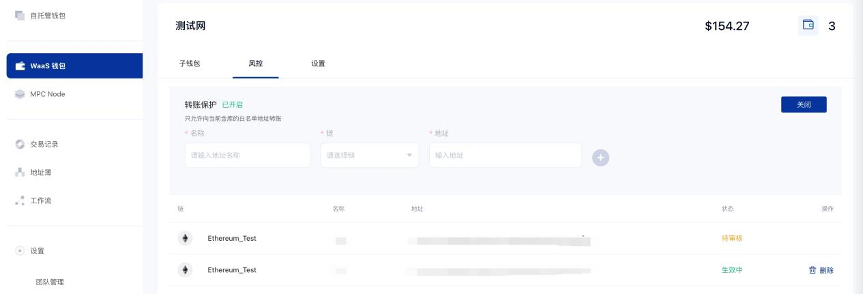 自托管钱包
WaaS 钱包
MPC Node
交易记录
地址簿
工作流
设置
团队管理
测试网
$154.27
3
子钱包
风控
设置
转账保护 已开启
关闭
只允许向当前金库的白名单地址转账
* 名称
* 链
* 地址
请输入地址名称
请选择链
输入地址
链
名称
地址
状态
操作
Ethereum_Test
待审核
Ethereum_Test
生效中
删除